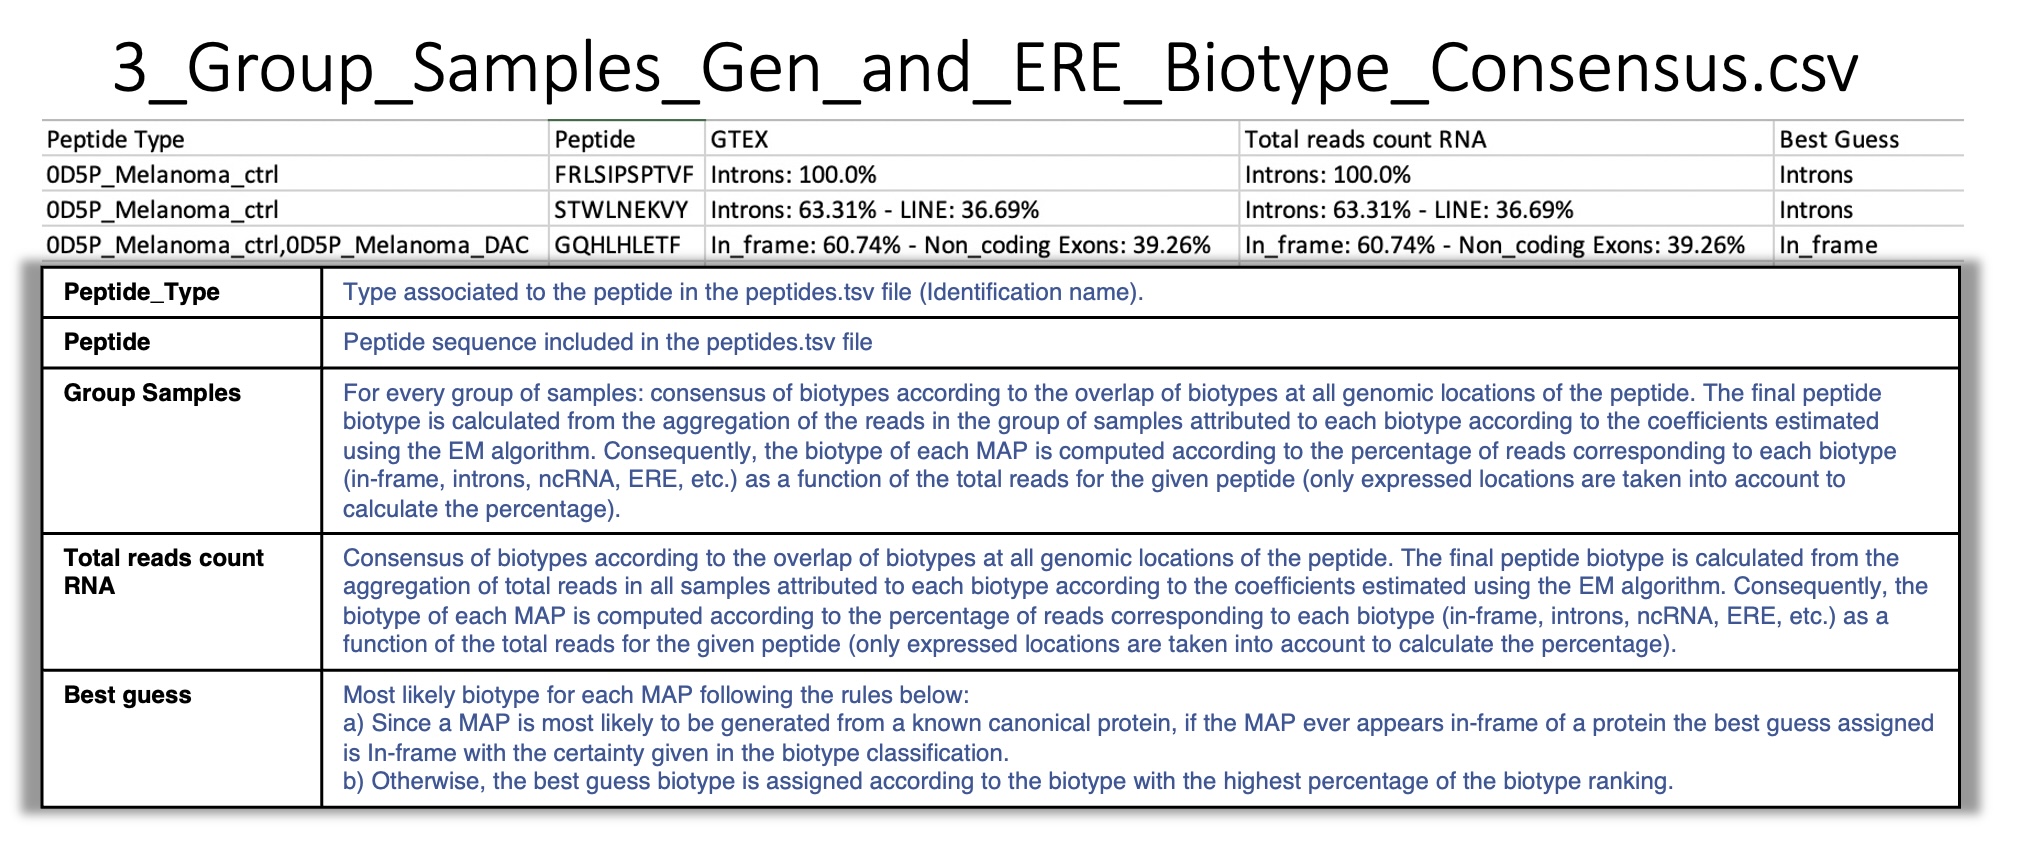 3_Group_Samples_Gen_and_ERE_Biotype_Consensus.csv
Peptide Type Peptide GTEX Total reads count RNA Best Guess
0D5P_Melanoma_ctrl FRLSIPSPTVF Introns: 100.0% Introns: 100.0% Introns
0D5P_Melanoma_ctrl STWLNEKVY Introns: 63.31% - LINE: 36.69% Introns: 63.31% - LINE: 36.69% Introns
0D5P_Melanoma_ctrl,0D5P_Melanoma_DAC GQHLHLETF In_frame: 60.74% - Non_coding Exons: 39.26% In_frame: 60.74% - Non_coding Exons: 39.26% In_frame
Peptide_Type Type associated to the peptide in the peptides.tsv file (Identification name).
Peptide Peptide sequence included in the peptides.tsv file
Group Samples For every group of samples: consensus of biotypes according to the overlap of biotypes at all genomic locations of the peptide. The final peptide
biotype is calculated from the aggregation of the reads in the group of samples attributed to each biotype according to the coefficients estimated
using the EM algorithm. Consequently, the biotype of each MAP is computed according to the percentage of reads corresponding to each biotype
(in-frame, introns, ncRNA, ERE, etc.) as a function of the total reads for the given peptide (only expressed locations are taken into account to
calculate the percentage).
Total reads count Consensus of biotypes according to the overlap of biotypes at all genomic locations of the peptide. The final peptide biotype is calculated from the
RNA aggregation of total reads in all samples attributed to each biotype according to the coefficients estimated using the EM algorithm. Consequently, the
biotype of each MAP is computed according to the percentage of reads corresponding to each biotype (in-frame, introns, ncRNA, ERE, etc.) as a
function of the total reads for the given peptide (only expressed locations are taken into account to calculate the percentage).
Best guess Most likely biotype for each MAP following the rules below:
a) Since a MAP is most likely to be generated from a known canonical protein, if the MAP ever appears in-frame of a protein the best guess assigned
is In-frame with the certainty given in the biotype classification.
b) Otherwise, the best guess biotype is assigned according to the biotype with the highest percentage of the biotype ranking.